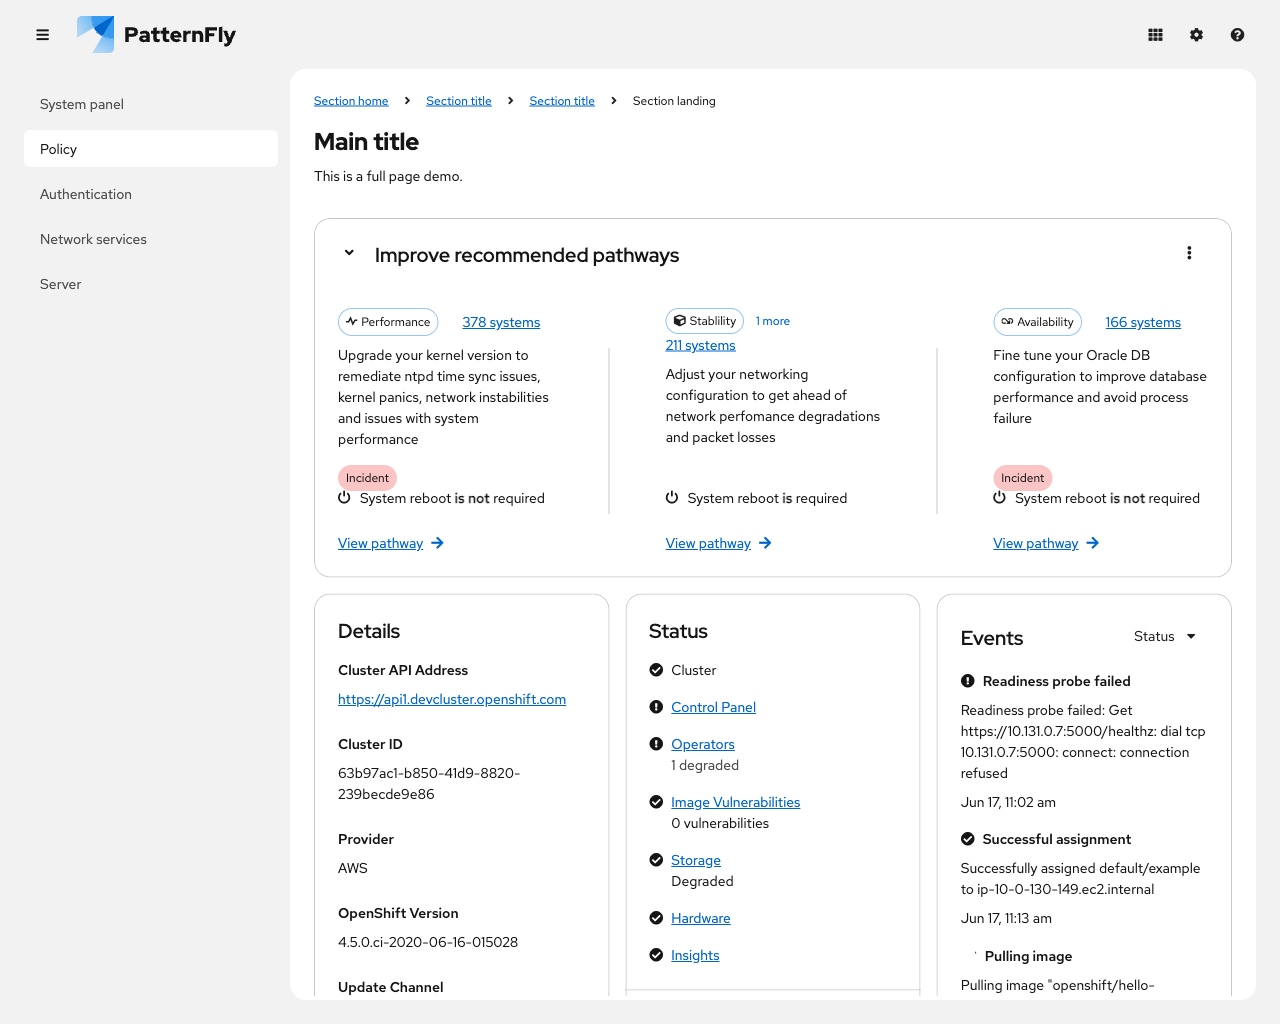 PatternFly
System panel
Policy
Authentication
Network services
Server
Section home
Section title
Section title
Section landing
Main title
This is a full page demo.
Improve recommended pathways
Performance
378 systems
Upgrade your kernel version to
remediate ntpd time sync issues,
kernel panics, network instabilities
and issues with system
performance
Incident
System reboot is not required
View pathway
Stablility
1 more
211 systems
Adjust your networking
configuration to get ahead of
network perfomance degradations
and packet losses
System reboot is required
View pathway
Availability
166 systems
Fine tune your Oracle DB
configuration to improve database
performance and avoid process
failure
Incident
System reboot is not required
View pathway
Details
Cluster API Address
https://api1.devcluster.openshift.com
Cluster ID
63b97ac1-b850-41d9-8820-
239becde9e86
Provider
AWS
OpenShift Version
4.5.0.ci-2020-06-16-015028
Update Channel
Status
Cluster
Control Panel
Operators
1 degraded
Image Vulnerabilities
0 vulnerabilities
Storage
Degraded
Hardware
Insights
Events
Status
Readiness probe failed
Readiness probe failed: Get
https://10.131.0.7:5000/healthz: dial tcp
10.131.0.7:5000: connect: connection
refused
Jun 17, 11:02 am
Successful assignment
Successfully assigned default/example
to ip-10-0-130-149.ec2.internal
Jun 17, 11:13 am
Pulling image
Pulling image "openshift/hello-